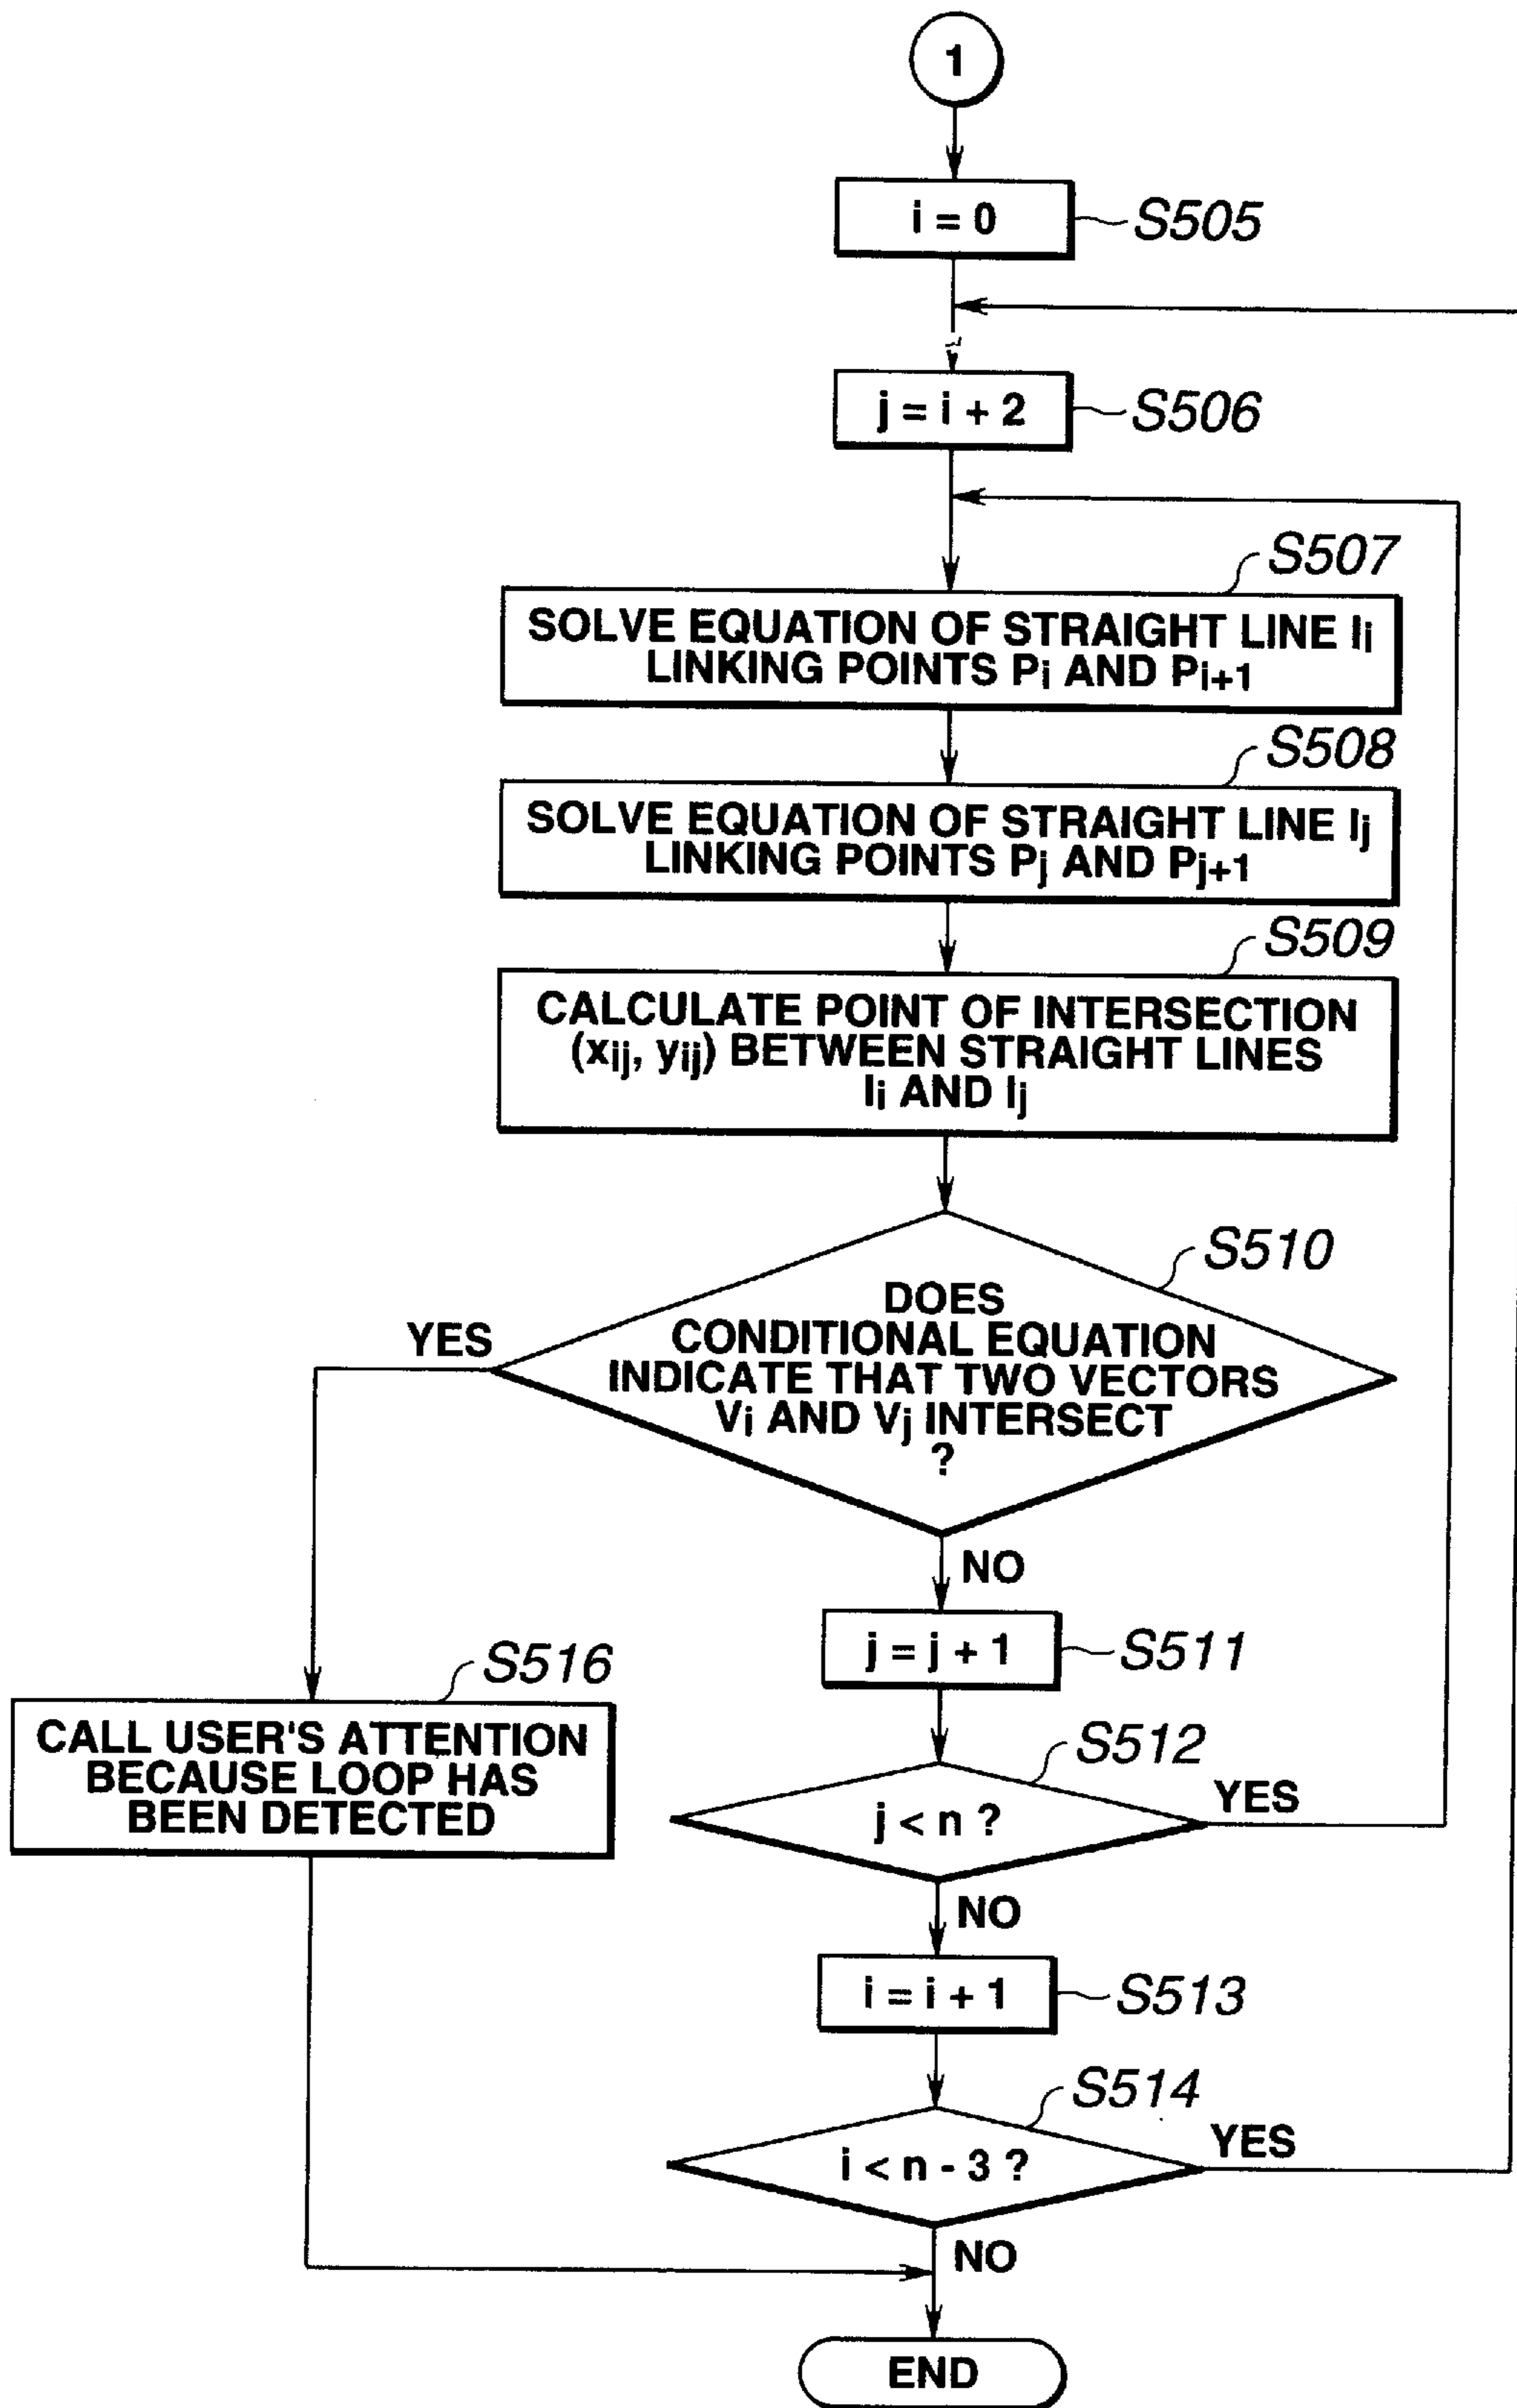 1
i = 0
S505
j = i + 2
S506
S507
SOLVE EQUATION OF STRAIGHT LINE li
LINKING POINTS Pi AND Pi+1
S508
SOLVE EQUATION OF STRAIGHT LINE lj
LINKING POINTS Pj AND Pj+1
S509
CALCULATE POINT OF INTERSECTION
(xij, yij) BETWEEN STRAIGHT LINES
li AND lj
S510
DOES
CONDITIONAL EQUATION
INDICATE THAT TWO VECTORS
Vi AND Vj INTERSECT
?
YES
NO
j = j + 1
S511
S516
CALL USER'S ATTENTION
BECAUSE LOOP HAS
BEEN DETECTED
S512
j < n ?
YES
NO
i = i + 1
S513
S514
i < n - 3 ?
YES
NO
END